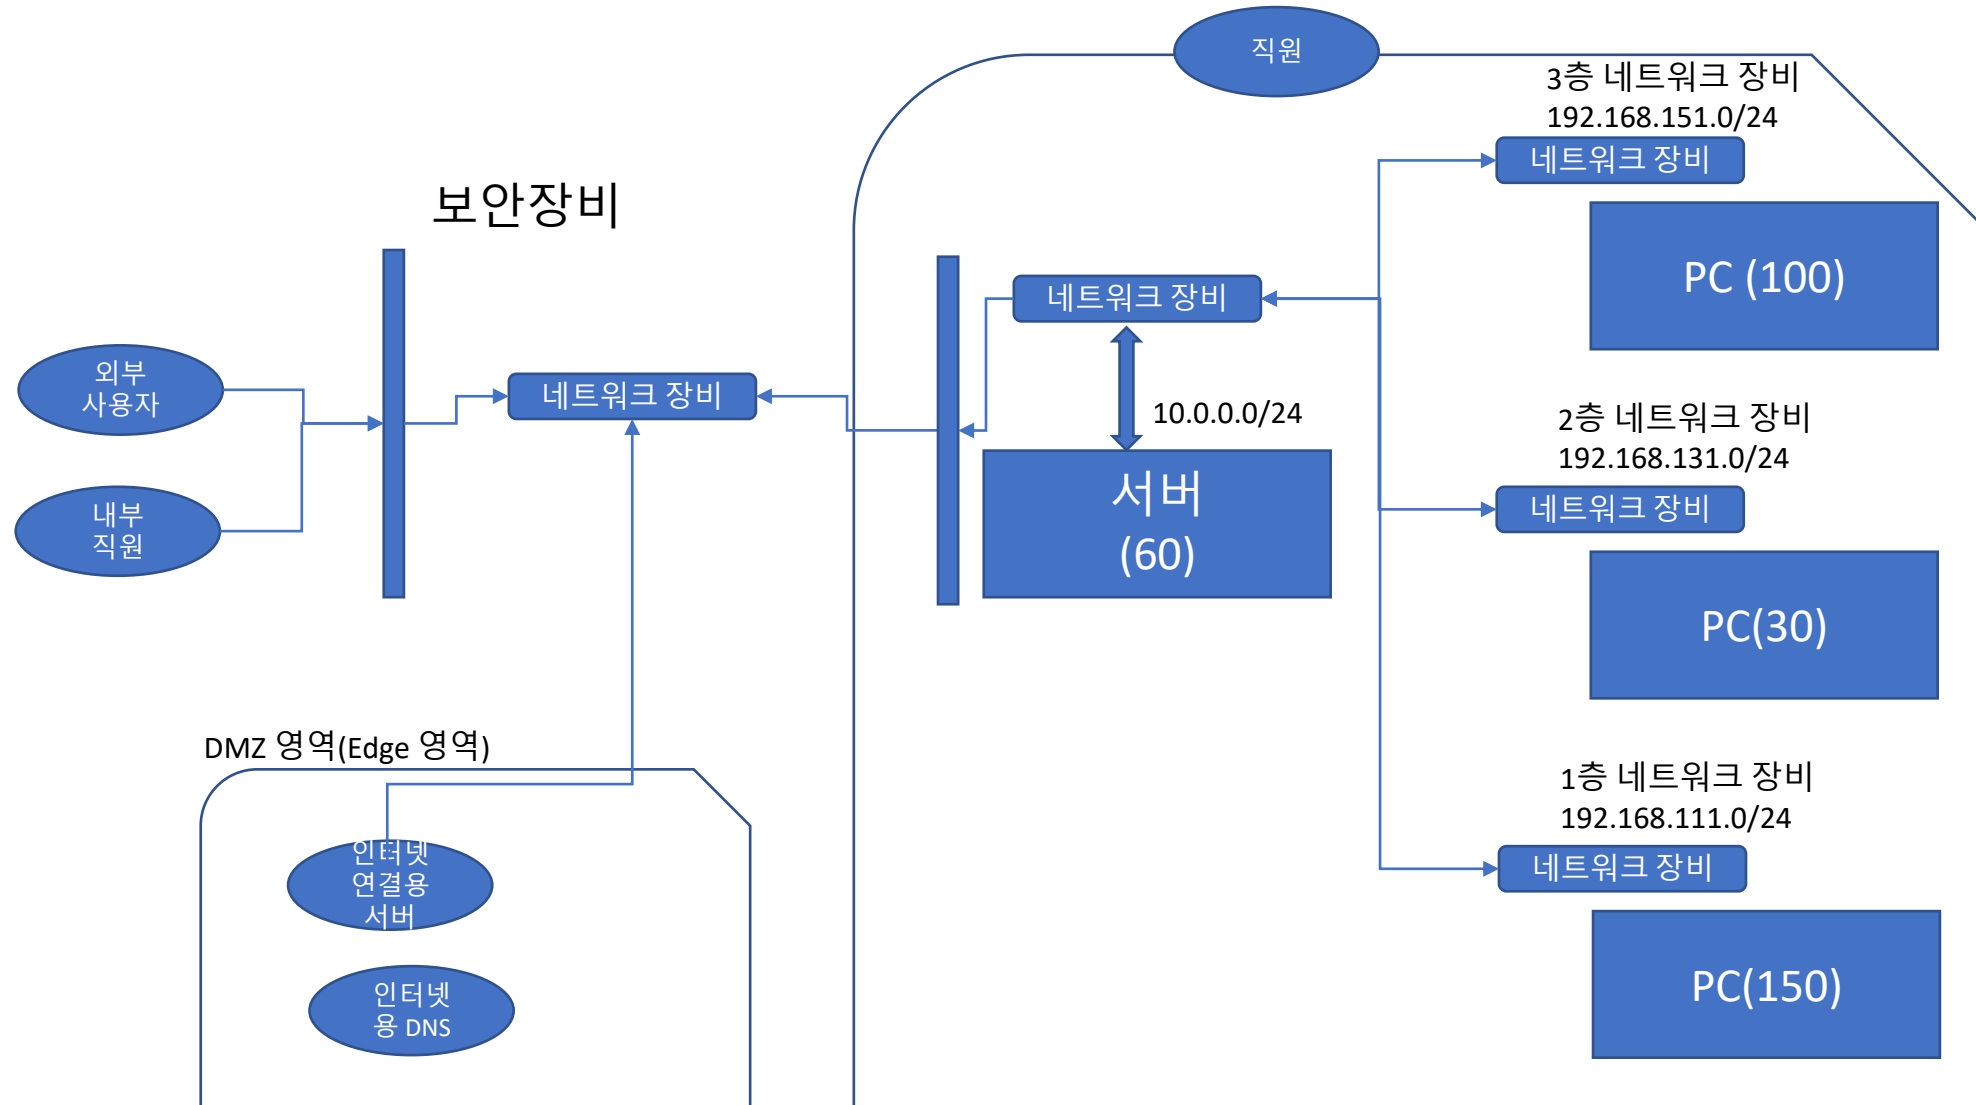 직원
3층 네트워크 장비
192.168.151.0/24
네트워크 장비
PC (100)
보안장비
네트워크 장비
외부
사용자
네트워크 장비
10.0.0.0/24
서버
(60)
2층 네트워크 장비
192.168.131.0/24
네트워크 장비
내부
직원
PC(30)
DMZ 영역(Edge 영역)
1층 네트워크 장비
192.168.111.0/24
네트워크 장비
인터넷
연결용
서버
PC(150)
인터넷
용 DNS